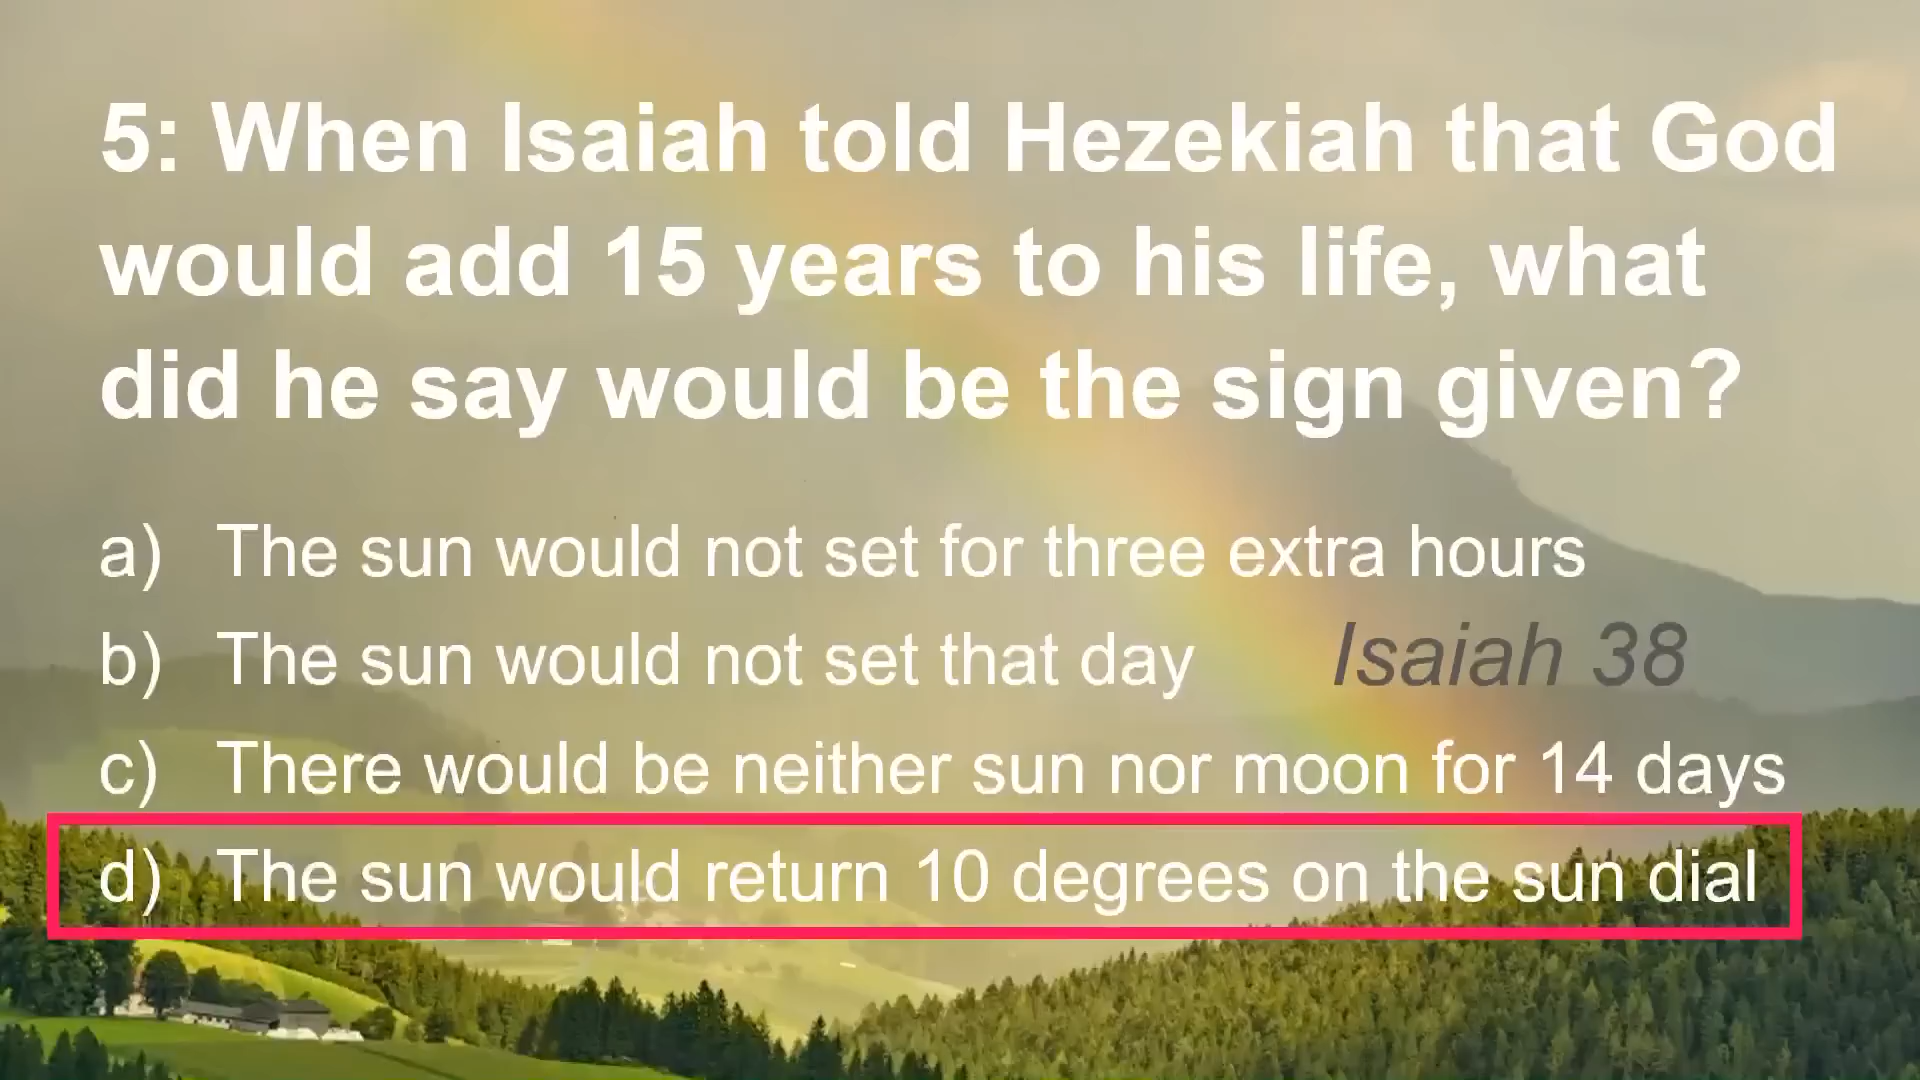 5: When Isaiah told Hezekiah that God
would add 15 years to his life, what
did he say would be the sign given?
a) The sun would not set for three extra hours
b) The sun would not set that day
Isaiah 38
c) There would be neither sun nor moon for 14 days
d) The sun would return 10 degrees on the sun dial